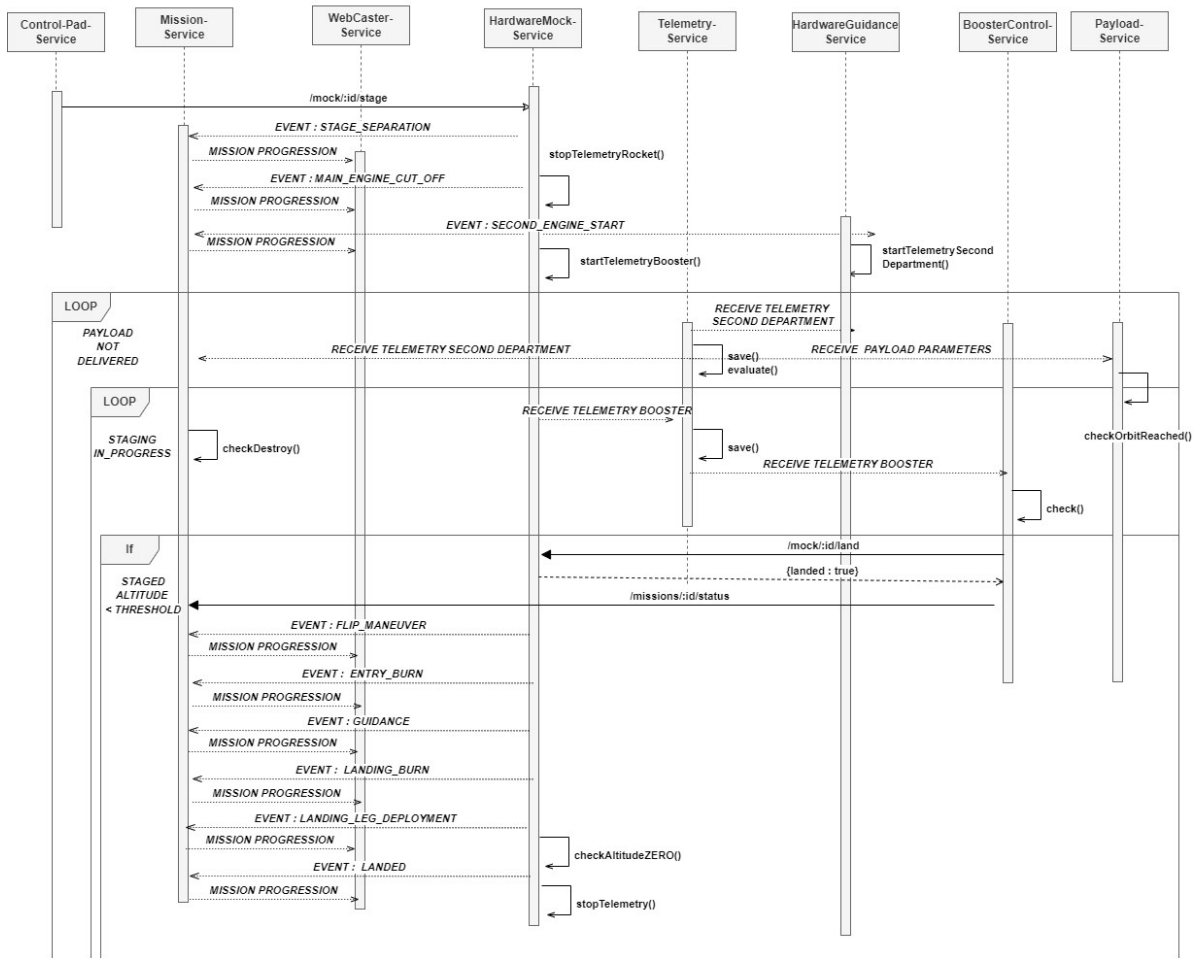 Control-Pad-
Service
Mission-
Service
WebCaster-
Service
HardwareMock-
Service
Telemetry-
Service
HardwareGuidance
Service
BoosterControl-
Service
Payload-
Service
/mock/:id/stage
EVENT : STAGE_SEPARATION
MISSION PROGRESSION
stopTelemetryRocket()
EVENT : MAIN_ENGINE_CUT_OFF
MISSION PROGRESSION
EVENT : SECOND_ENGINE_START
MISSION PROGRESSION
startTelemetryBooster()
startTelemetrySecond
Department()
LOOP
PAYLOAD
NOT
DELIVERED
RECEIVE TELEMETRY
SECOND DEPARTMENT
RECEIVE TELEMETRY SECOND DEPARTMENT
save()
evaluate()
RECEIVE PAYLOAD PARAMETERS
LOOP
STAGING
IN_PROGRESS
RECEIVE TELEMETRY BOOSTER
checkOrbitReached()
checkDestroy()
save()
RECEIVE TELEMETRY BOOSTER
check()
If
STAGED
ALTITUDE
< THRESHOLD
/mock/:id/land
{landed : true}
/missions/:id/status
EVENT : FLIP_MANEUVER
MISSION PROGRESSION
EVENT : ENTRY_BURN
MISSION PROGRESSION
EVENT : GUIDANCE
MISSION PROGRESSION
EVENT : LANDING_BURN
MISSION PROGRESSION
EVENT : LANDING_LEG_DEPLOYMENT
MISSION PROGRESSION
checkAltitudeZERO()
EVENT : LANDED
MISSION PROGRESSION
stopTelemetry()